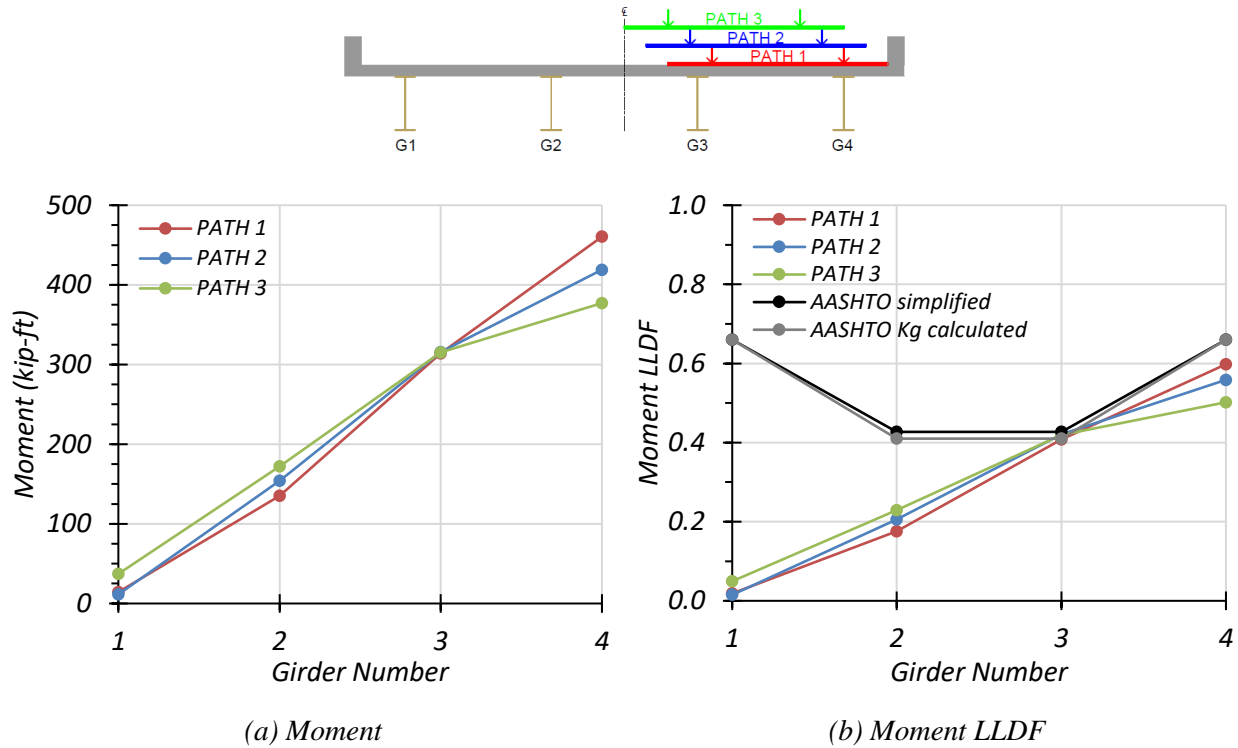 ℄
PATH 3
PATH 2
PATH 1
G1
G2
G3
G4
500
400
300
200
100
0
Moment (kip-ft)
PATH 1
PATH 2
PATH 3
1
2
3
4
Girder Number
(a) Moment
1.0
0.8
0.6
0.4
0.2
0.0
Moment LLDF
PATH 1
PATH 2
PATH 3
AASHTO simplified
AASHTO Kg calculated
1
2
3
4
Girder Number
(b) Moment LLDF